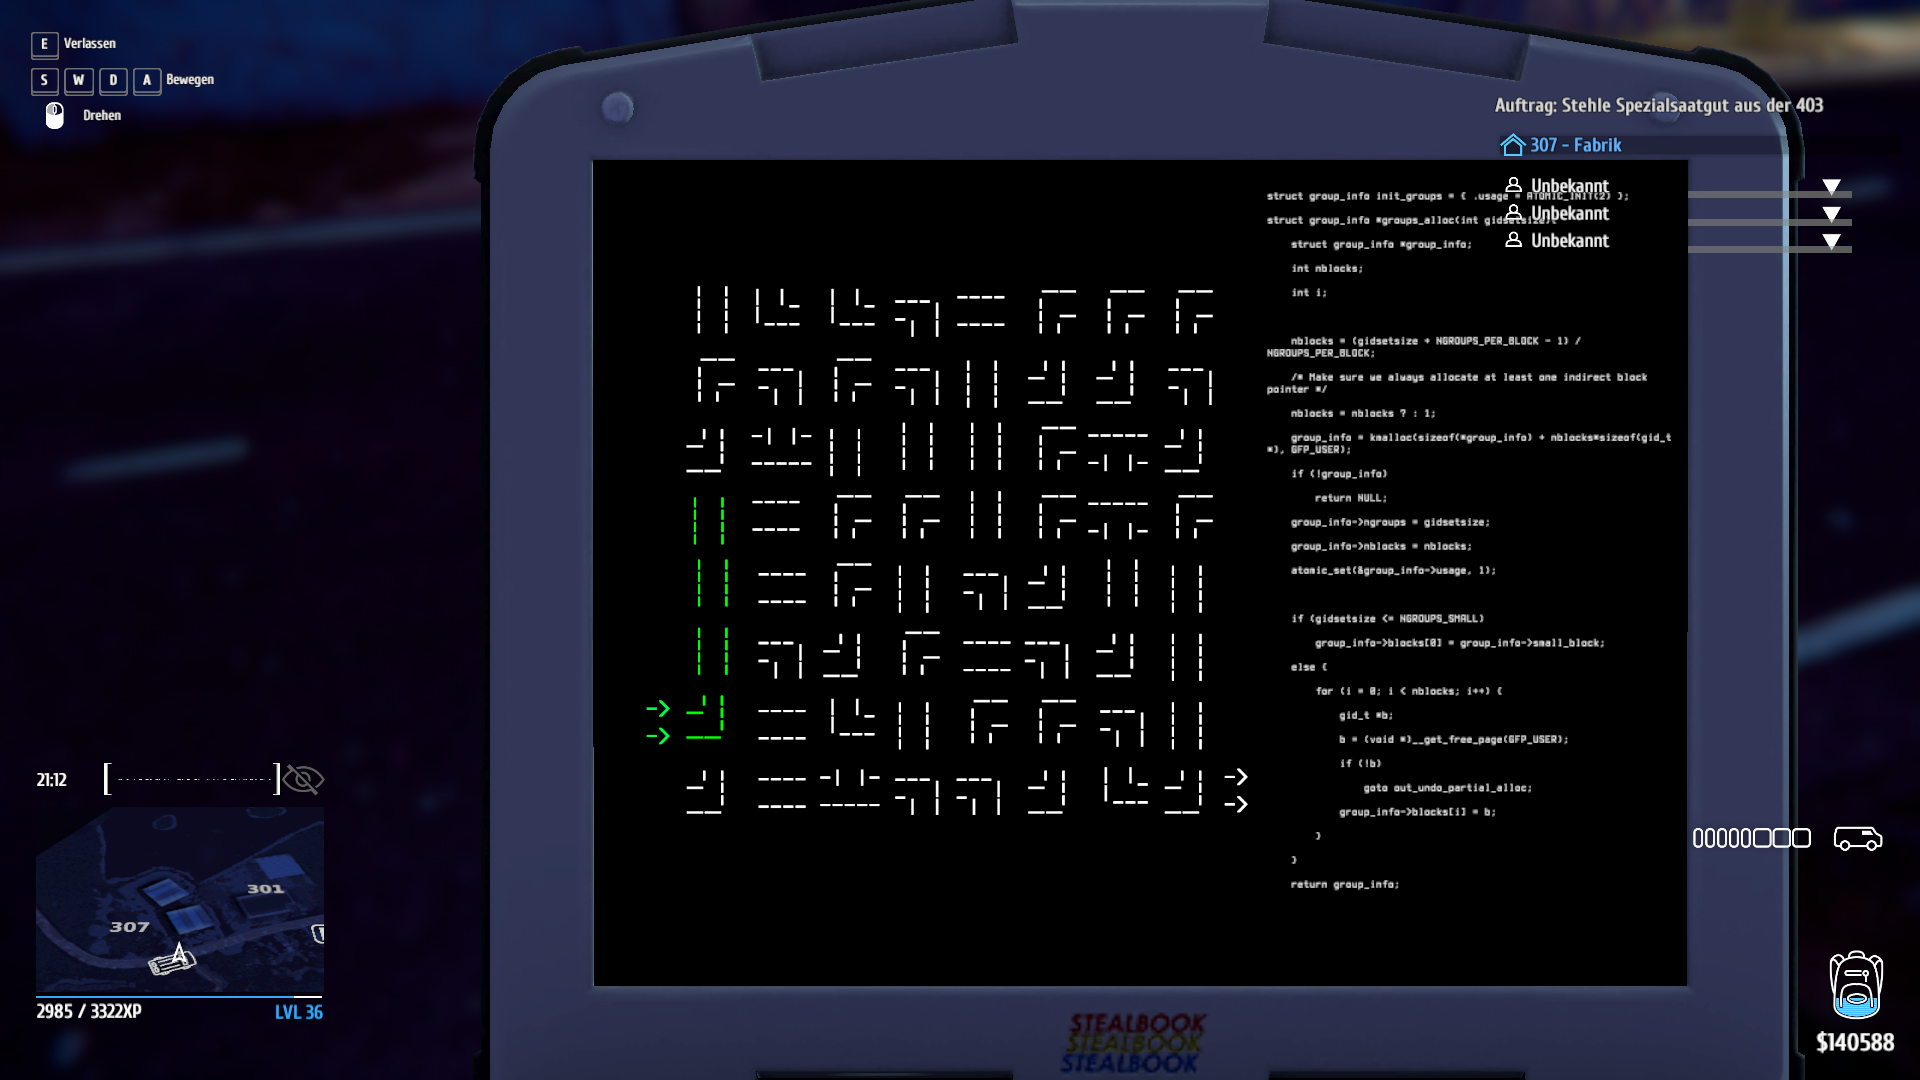 E Verlassen
S W D A Bewegen
Drehen
Auftrag: Stehle Spezialsaatgut aus der 403
307 - Fabrik
Unbekannt
Unbekannt
Unbekannt
struct group_info init_groups = { .usage = ATOMIC_INIT(2) };
struct group_info *groups_alloc(int gidsetsize)
struct group_info *group_info;
int nblocks;
int i;
nblocks = (gidsetsize + NGROUPS_PER_BLOCK - 1) /
NGROUPS_PER_BLOCK;
/* Make sure we always allocate at least one indirect block
pointer */
nblocks = nblocks ? : 1;
group_info = kmalloc(sizeof(*group_info) + nblocks*sizeof(gid_t
*), GFP_USER);
if (!group_info)
return NULL;
group_info->ngroups = gidsetsize;
group_info->nblocks = nblocks;
atomic_set(&group_info->usage, 1);
if (gidsetsize <= NGROUPS_SMALL)
group_info->blocks[0] = group_info->small_block;
else {
for (i = 0; i < nblocks; i++) {
gid_t *b;
b = (void *)__get_free_page(GFP_USER);
if (!b)
goto out_undo_partial_alloc;
group_info->blocks[i] = b;
}
}
return group_info;
21:12
301
307
2985 / 3322XP
LVL 36
STEALBOOK
STEALBOOK
STEALBOOK
$140588